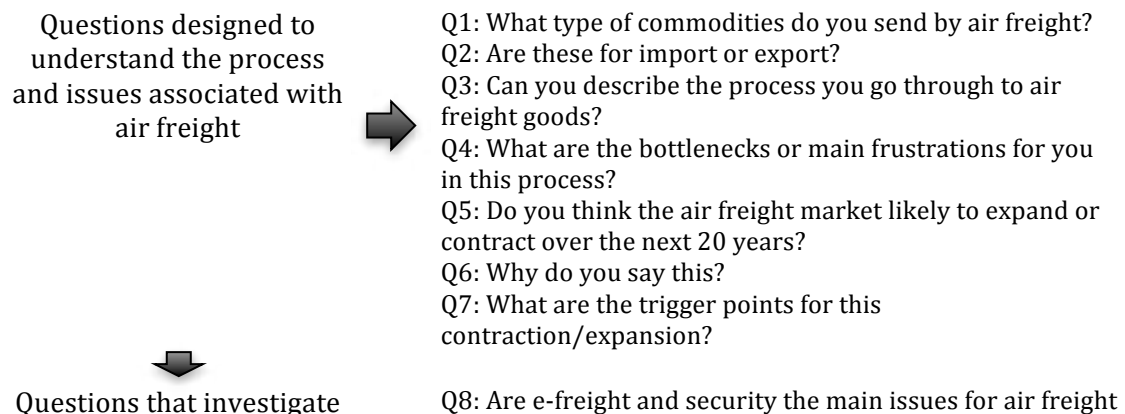 Questions designed to
understand the process
and issues associated with
air freight
Q1: What type of commodities do you send by air freight?
Q2: Are these for import or export?
Q3: Can you describe the process you go through to air
freight goods?
Q4: What are the bottlenecks or main frustrations for you
in this process?
Q5: Do you think the air freight market likely to expand or
contract over the next 20 years?
Q6: Why do you say this?
Q7: What are the trigger points for this
contraction/expansion?
Questions that investigate
Q8: Are e-freight and security the main issues for air freight